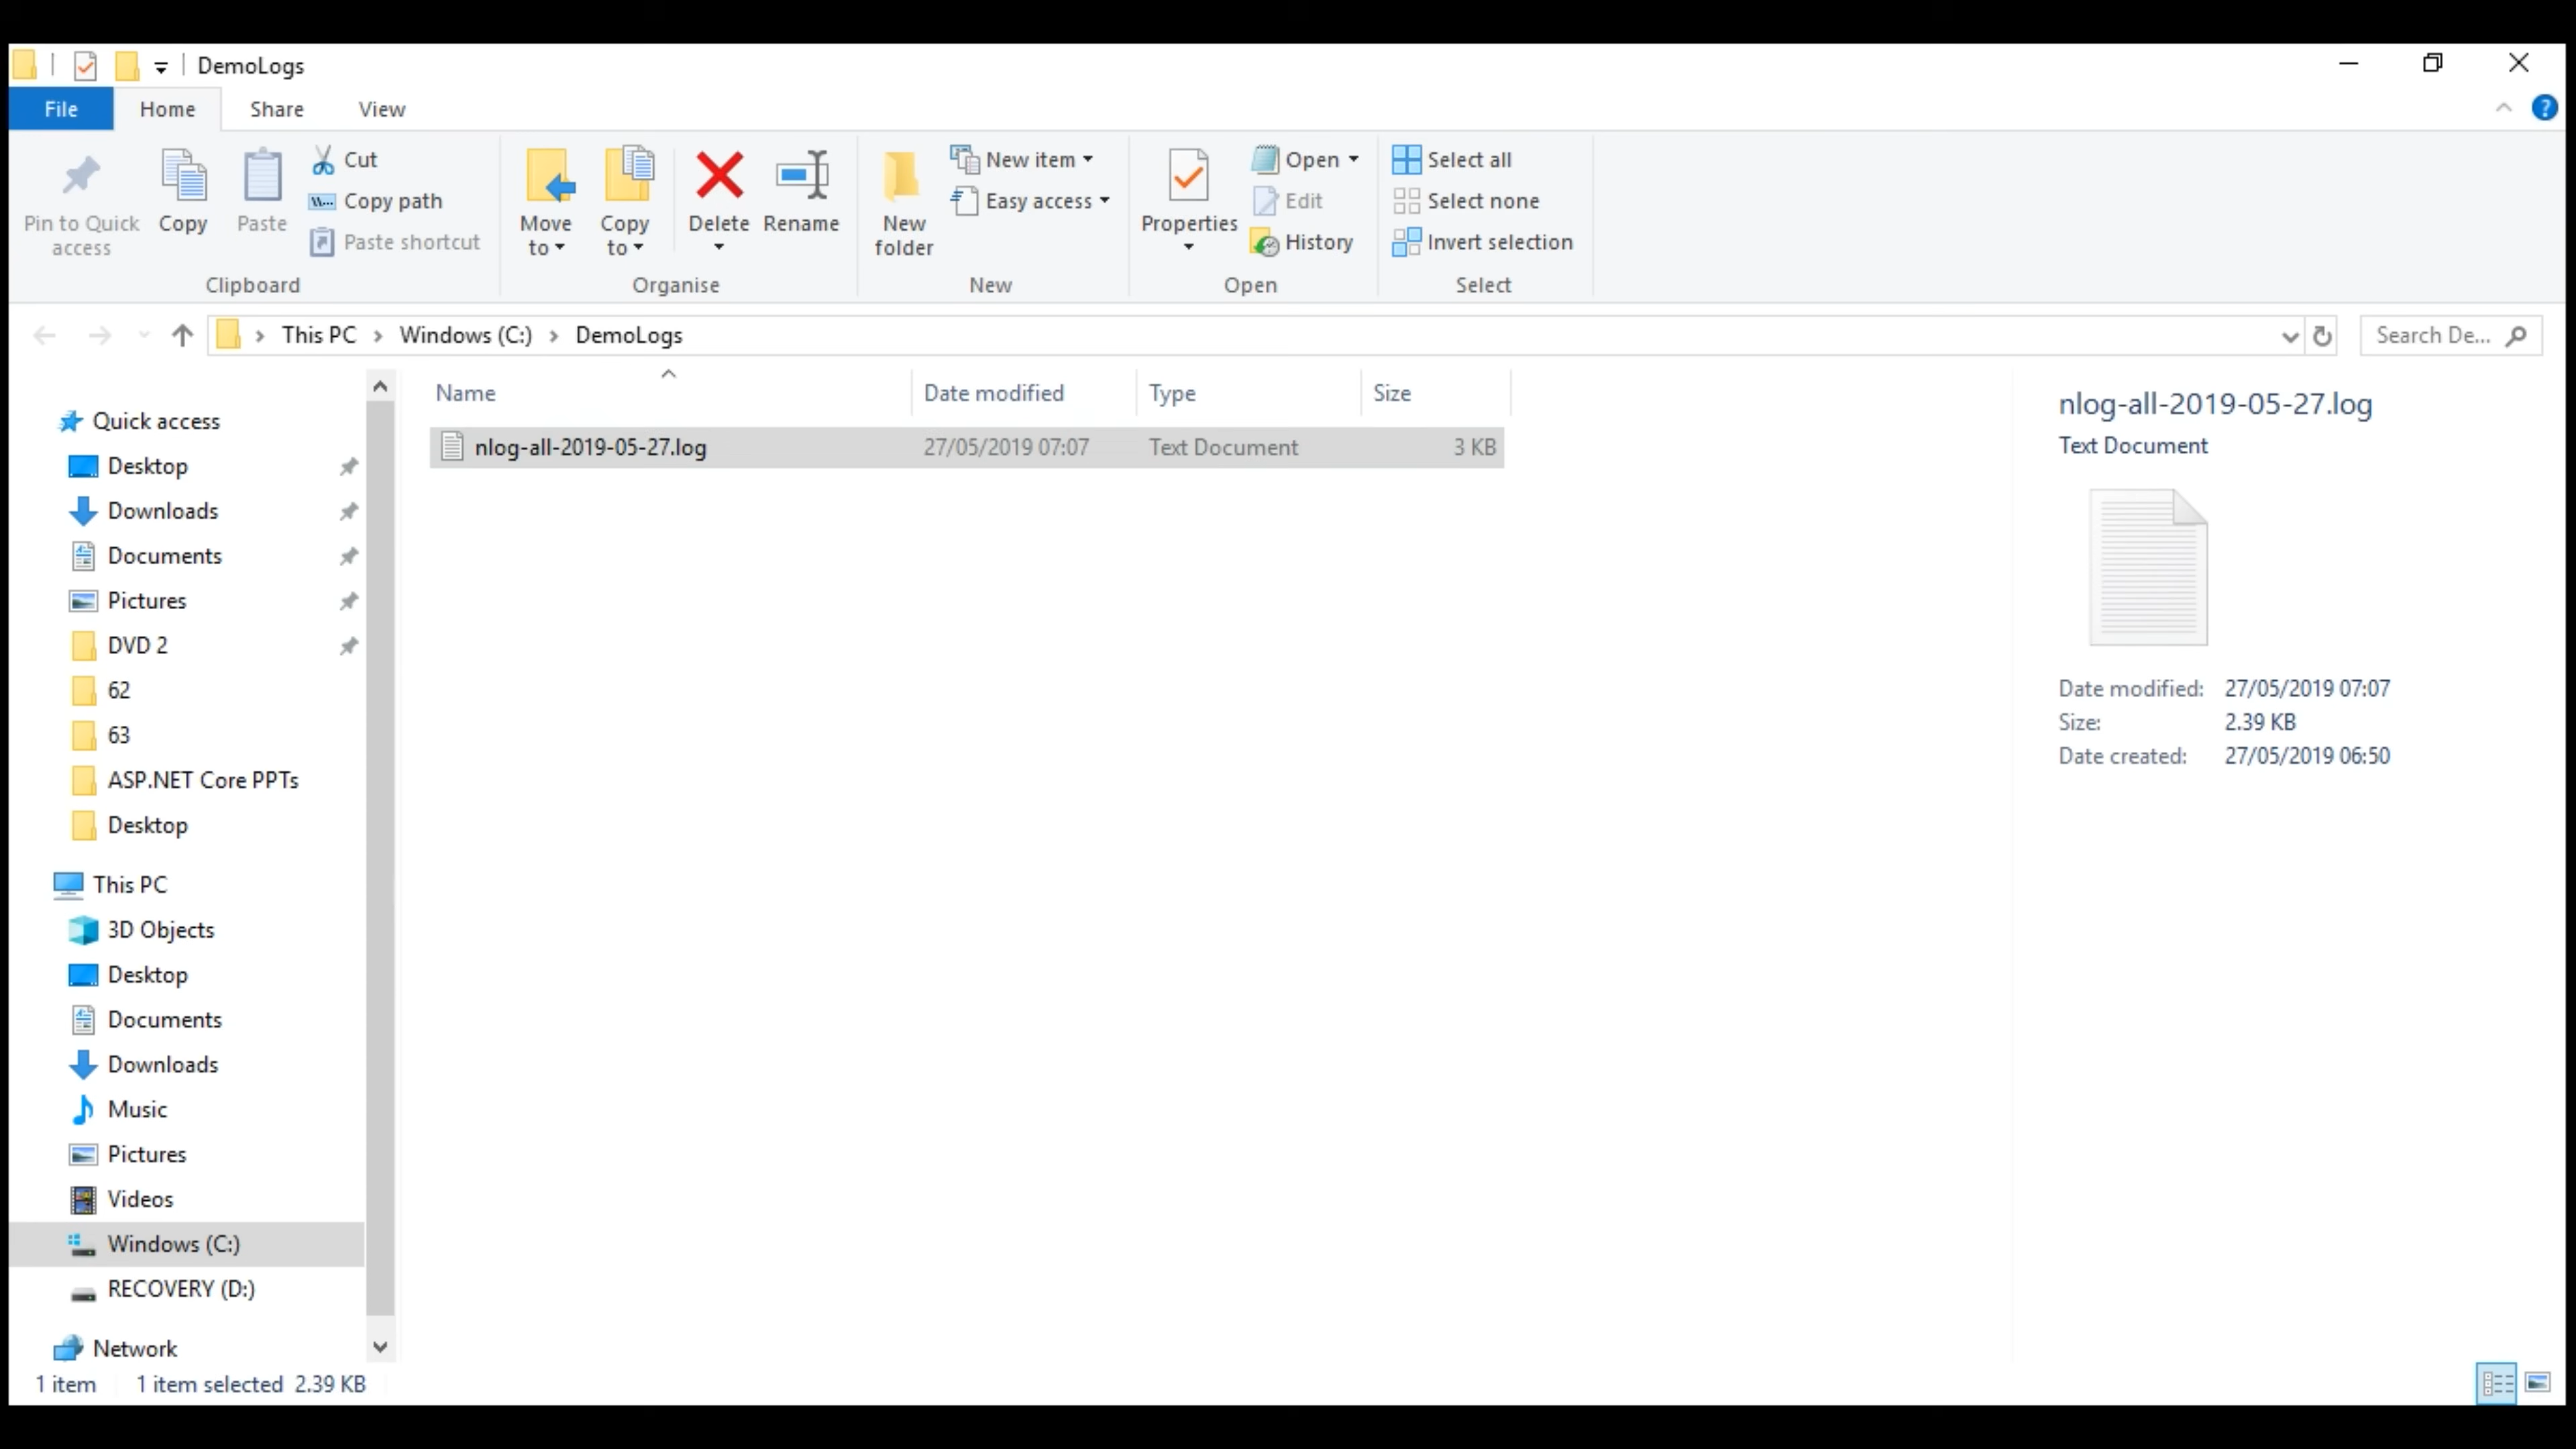 DemoLogs
File Home Share View
Pin to Quick access
Copy
Paste
Cut
Copy path
Paste shortcut
Clipboard
Move to
Copy to
Delete
Rename
Organise
New folder
New item
Easy access
New
Properties
Open
Edit
History
Open
Select all
Select none
Invert selection
Select
This PC > Windows (C:) > DemoLogs
Search De...
Quick access
Desktop
Downloads
Documents
Pictures
DVD 2
62
63
ASP.NET Core PPTs
Desktop
This PC
3D Objects
Desktop
Documents
Downloads
Music
Pictures
Videos
Windows (C:)
RECOVERY (D:)
Network
Name Date modified Type Size
nlog-all-2019-05-27.log 27/05/2019 07:07 Text Document 3 KB
nlog-all-2019-05-27.log
Text Document
Date modified: 27/05/2019 07:07
Size: 2.39 KB
Date created: 27/05/2019 06:50
1 item 1 item selected 2.39 KB